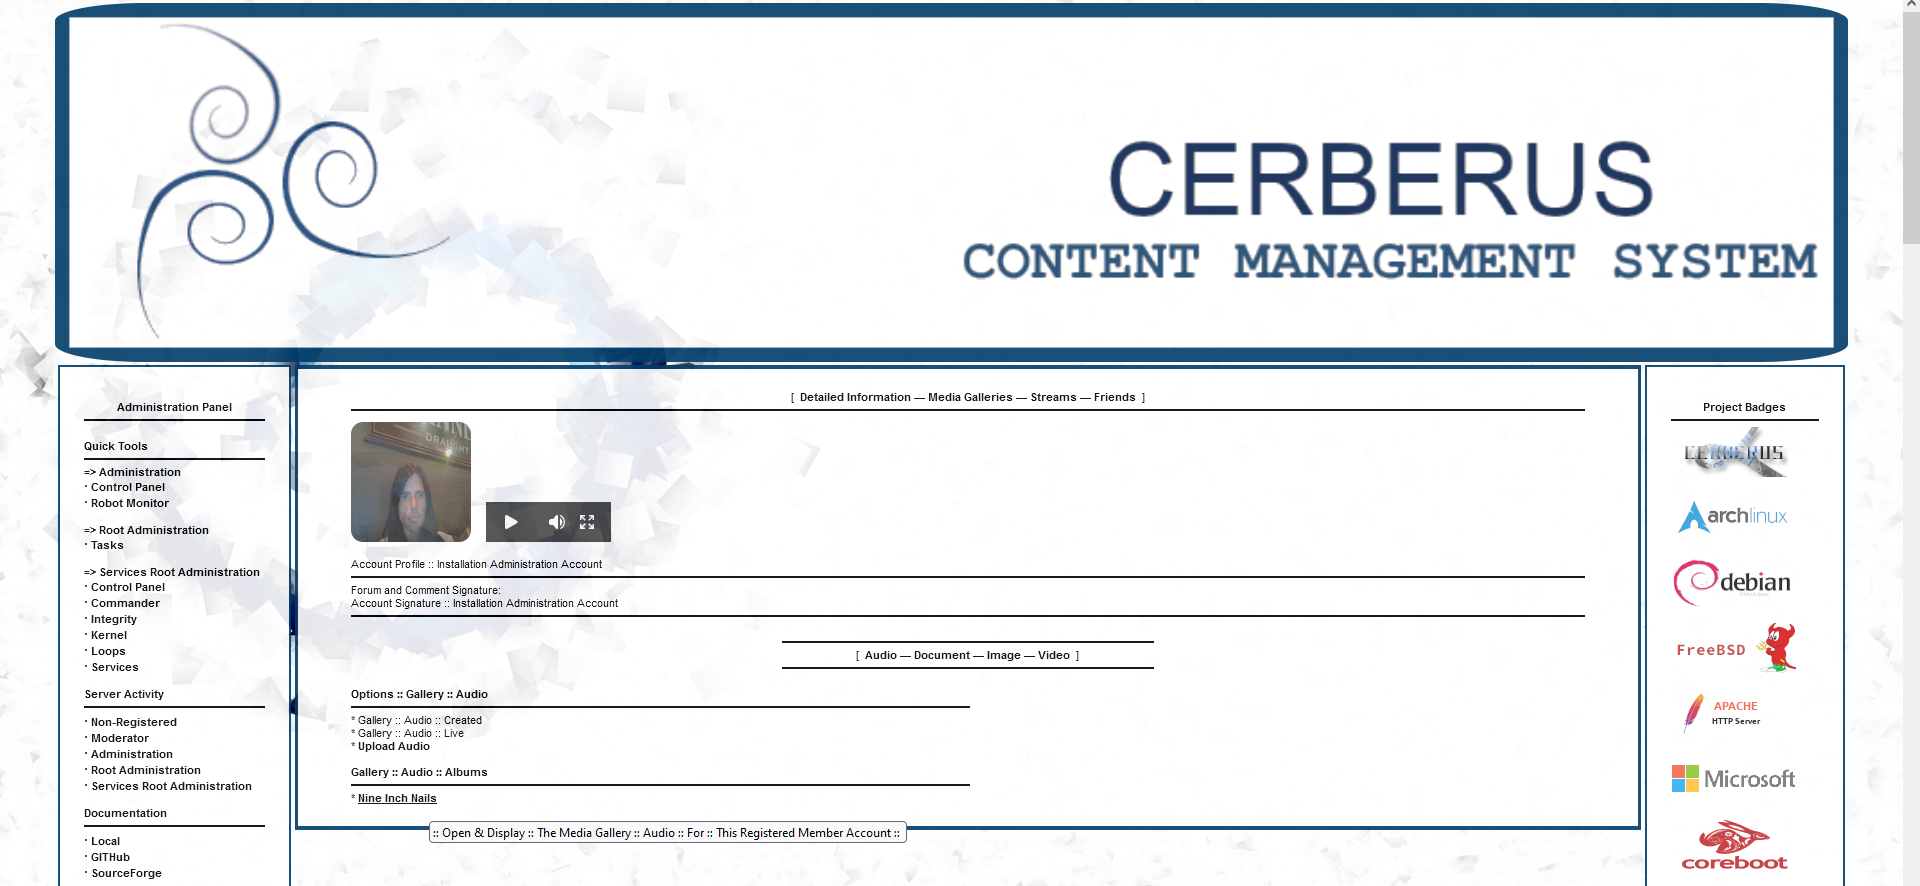 CERBERUS
CONTENT MANAGEMENT SYSTEM
Administration Panel
Quick Tools
=> Administration
· Control Panel
· Robot Monitor
=> Root Administration
· Tasks
=> Services Root Administration
· Control Panel
· Commander
· Integrity
· Kernel
· Loops
· Services
Server Activity
· Non-Registered
· Moderator
· Administration
· Root Administration
· Services Root Administration
Documentation
· Local
· GITHub
· SourceForge
[ Detailed Information — Media Galleries — Streams — Friends ]
DRAUGHT
Account Profile :: Installation Administration Account
Forum and Comment Signature:
Account Signature :: Installation Administration Account
[ Audio — Document — Image — Video ]
Options :: Gallery :: Audio
* Gallery :: Audio :: Created
* Gallery :: Audio :: Live
* Upload Audio
Gallery :: Audio :: Albums
* Nine Inch Nails
:: Open & Display :: The Media Gallery :: Audio :: For :: This Registered Member Account ::
Project Badges
CERBERUS
archlinux
debian
FreeBSD
APACHE
HTTP Server
Microsoft
coreboot